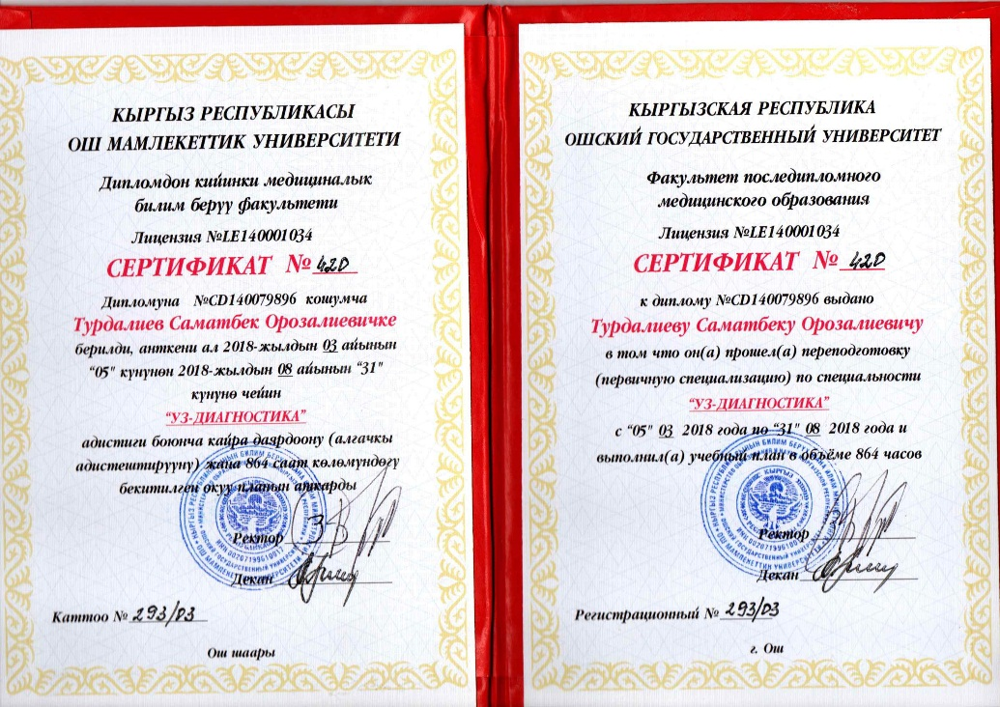 КЫРГЫЗ РЕСПУБЛИКАСЫ
ОШ МАМЛЕКЕТТИК УНИВЕРСИТЕТИ
Дипломдон кийинки медициналык
билим берүү факультети
Лицензия №LE140001034
СЕРТИФИКАТ № 420
Дипломуна №CD140079896 кошумча
Турдалиев Саматбек Орозалиевичке
берилди, анткени ал 2018-жылдын 03 айынын
“05" күнүнөн 2018-жылдын 08 айынын “31"
күнүнө чейин
“УЗ-ДИАГНОСТИКА”
адистиги боюнча кайра даярдоону (алгачкы
адистештирүүнү) жана 864 саат көлөмүндөгү
бекитилген окуу планын аткарды
Ректор
Декан
Каттоо № 293/03
Ош шаары
КЫРГЫЗСКАЯ РЕСПУБЛИКА
ОШСКИЙ ГОСУДАРСТВЕННЫЙ УНИВЕРСИТЕТ
Факультет последипломного
медицинского образования
Лицензия №LE140001034
СЕРТИФИКАТ № 420
к диплому №CD140079896 выдано
Турдалиеву Саматбеку Орозалиевичу
в том что он(а) прошел(а) переподготовку
(первичную специализацию) по специальности
“УЗ-ДИАГНОСТИКА”
с “05" 03 2018 года по “31" 08 2018 года и
выполнил(а) учебный план в объёме 864 часов
Ректор
Декан
Регистрационный № 293/03
г. Ош